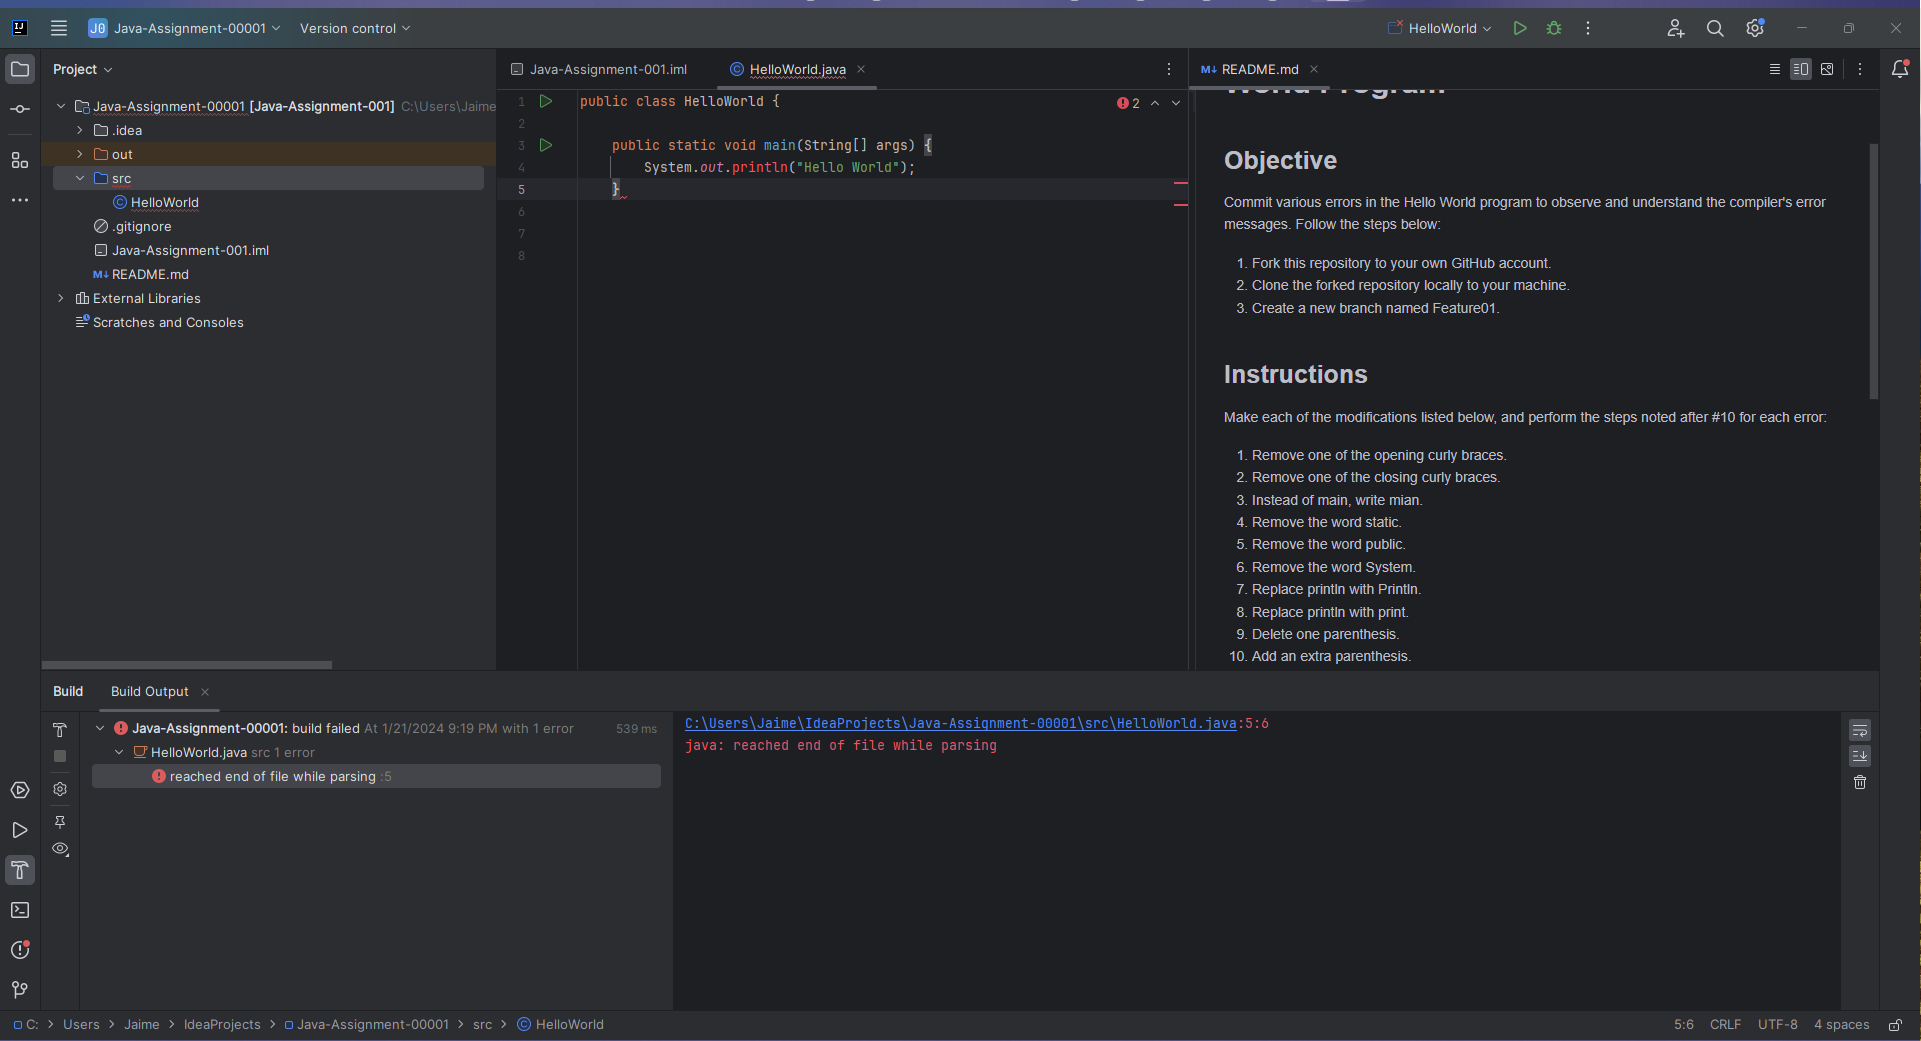 J0 Java-Assignment-00001 Version control HelloWorld
Project
Java-Assignment-00001 [Java-Assignment-001] C:\Users\Jaime
.idea
out
src
HelloWorld
.gitignore
Java-Assignment-001.iml
README.md
External Libraries
Scratches and Consoles
Java-Assignment-001.iml HelloWorld.java
1 public class HelloWorld { 2
2
3 public static void main(String[] args) {
4 System.out.println("Hello World");
5 }
6
7
8
README.md
World Program
Objective
Commit various errors in the Hello World program to observe and understand the compiler's error
messages. Follow the steps below:
1. Fork this repository to your own GitHub account.
2. Clone the forked repository locally to your machine.
3. Create a new branch named Feature01.
Instructions
Make each of the modifications listed below, and perform the steps noted after #10 for each error:
1. Remove one of the opening curly braces.
2. Remove one of the closing curly braces.
3. Instead of main, write mian.
4. Remove the word static.
5. Remove the word public.
6. Remove the word System.
7. Replace println with Println.
8. Replace println with print.
9. Delete one parenthesis.
10. Add an extra parenthesis.
Build Build Output
Java-Assignment-00001: build failed At 1/21/2024 9:19 PM with 1 error 539 ms
HelloWorld.java src 1 error
reached end of file while parsing :5
C:\Users\Jaime\IdeaProjects\Java-Assignment-00001\src\HelloWorld.java:5:6
java: reached end of file while parsing
C: > Users > Jaime > IdeaProjects > Java-Assignment-00001 > src > HelloWorld
5:6 CRLF UTF-8 4 spaces